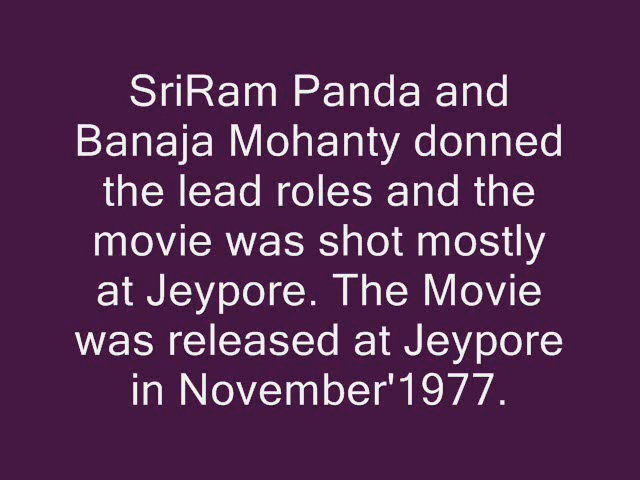 SriRam Panda and
Banaja Mohanty donned
the lead roles and the
movie was shot mostly
at Jeypore. The Movie
was released at Jeypore
in November'1977.